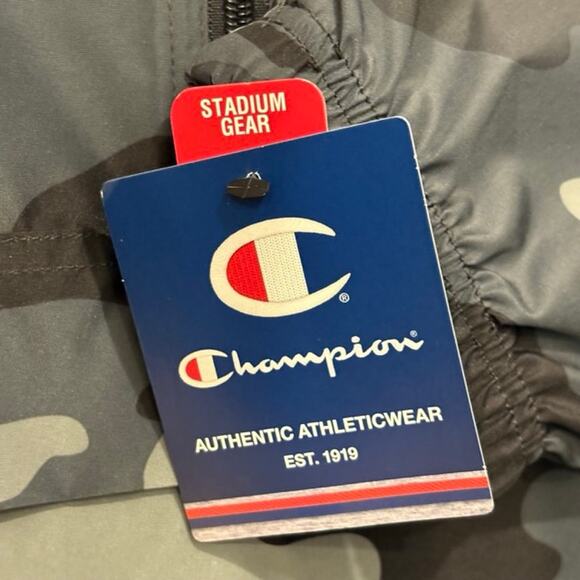 STADIUM
GEAR
®
Champion®
AUTHENTIC ATHLETICWEAR
EST. 1919